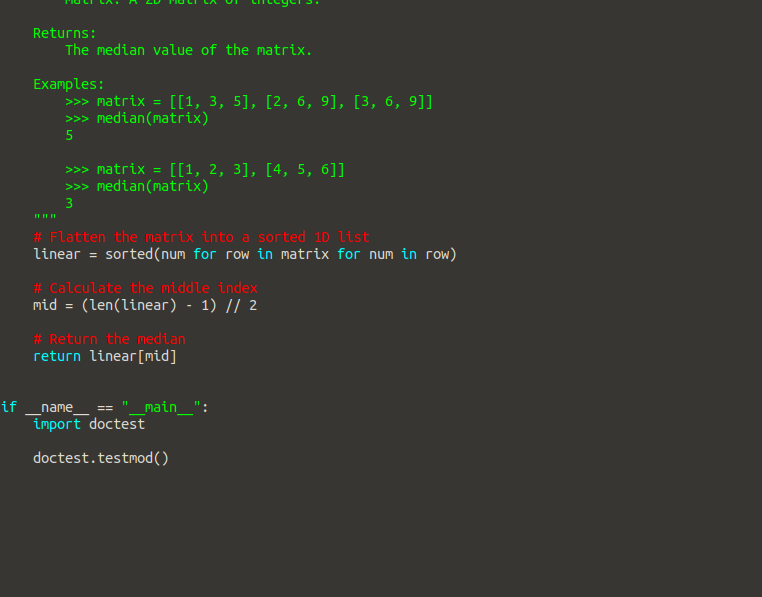 matrix: A 2D matrix of integers.
Returns:
The median value of the matrix.
Examples:
>>> matrix = [[1, 3, 5], [2, 6, 9], [3, 6, 9]]
>>> median(matrix)
5
>>> matrix = [[1, 2, 3], [4, 5, 6]]
>>> median(matrix)
3
"""
# Flatten the matrix into a sorted 1D list
linear = sorted(num for row in matrix for num in row)
# Calculate the middle index
mid = (len(linear) - 1) // 2
# Return the median
return linear[mid]
if __name__ == "__main__":
import doctest
doctest.testmod()